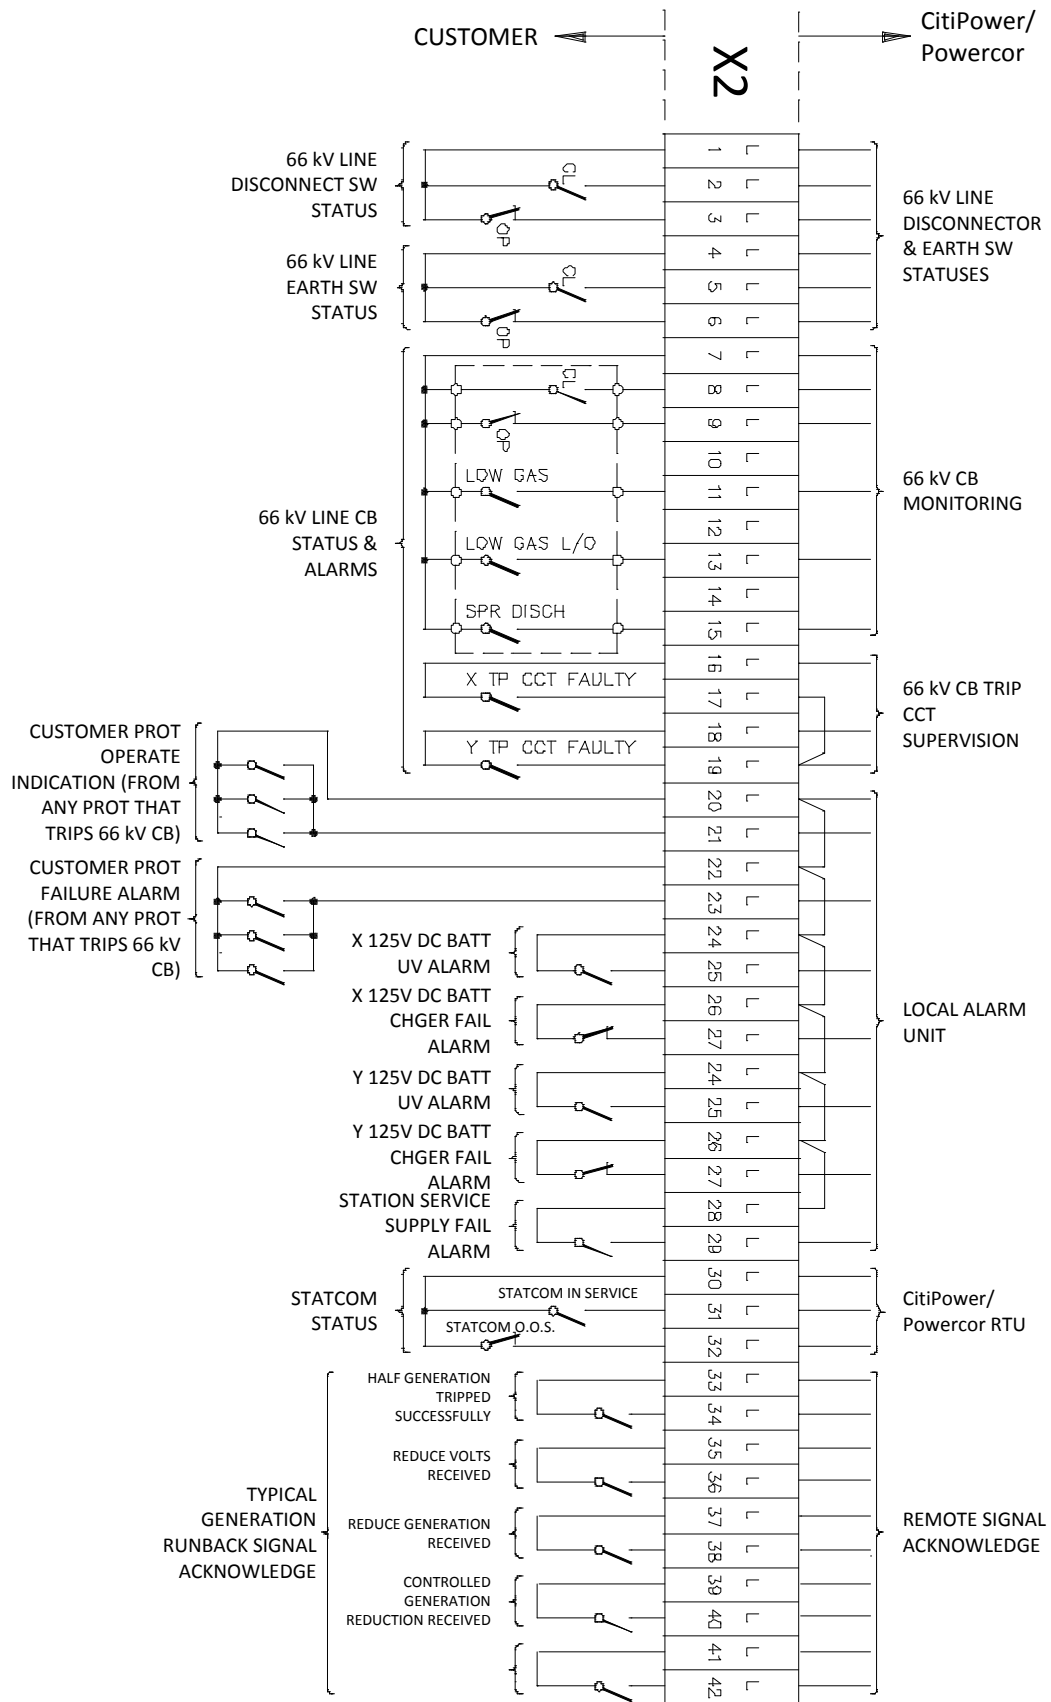 CUSTOMER
CitiPower/
Powercor
X2
66 kV LINE
DISCONNECT SW
STATUS
CL
OP
66 kV LINE
EARTH SW
STATUS
CL
OP
66 kV LINE CB
STATUS &
ALARMS
CL
OP
LOW GAS
LOW GAS L/O
SPR DISCH
X TP CCT FAULTY
Y TP CCT FAULTY
CUSTOMER PROT
OPERATE
INDICATION (FROM
ANY PROT THAT
TRIPS 66 kV CB)
CUSTOMER PROT
FAILURE ALARM
(FROM ANY PROT
THAT TRIPS 66 kV
CB)
X 125V DC BATT
UV ALARM
X 125V DC BATT
CHGER FAIL
ALARM
Y 125V DC BATT
UV ALARM
Y 125V DC BATT
CHGER FAIL
ALARM
STATION SERVICE
SUPPLY FAIL
ALARM
STATCOM
STATUS
STATCOM IN SERVICE
STATCOM O.O.S.
TYPICAL
GENERATION
RUNBACK SIGNAL
ACKNOWLEDGE
HALF GENERATION
TRIPPED
SUCCESSFULLY
REDUCE VOLTS
RECEIVED
REDUCE GENERATION
RECEIVED
CONTROLLED
GENERATION
REDUCTION RECEIVED
1
2
3
4
5
6
7
8
9
10
11
12
13
14
15
16
17
18
19
20
21
22
23
24
25
26
27
24
25
26
27
28
29
30
31
32
33
34
35
36
37
38
39
40
41
42
66 kV LINE
DISCONNECTOR
& EARTH SW
STATUSES
66 kV CB
MONITORING
66 kV CB TRIP
CCT
SUPERVISION
LOCAL ALARM
UNIT
CitiPower/
Powercor RTU
REMOTE SIGNAL
ACKNOWLEDGE